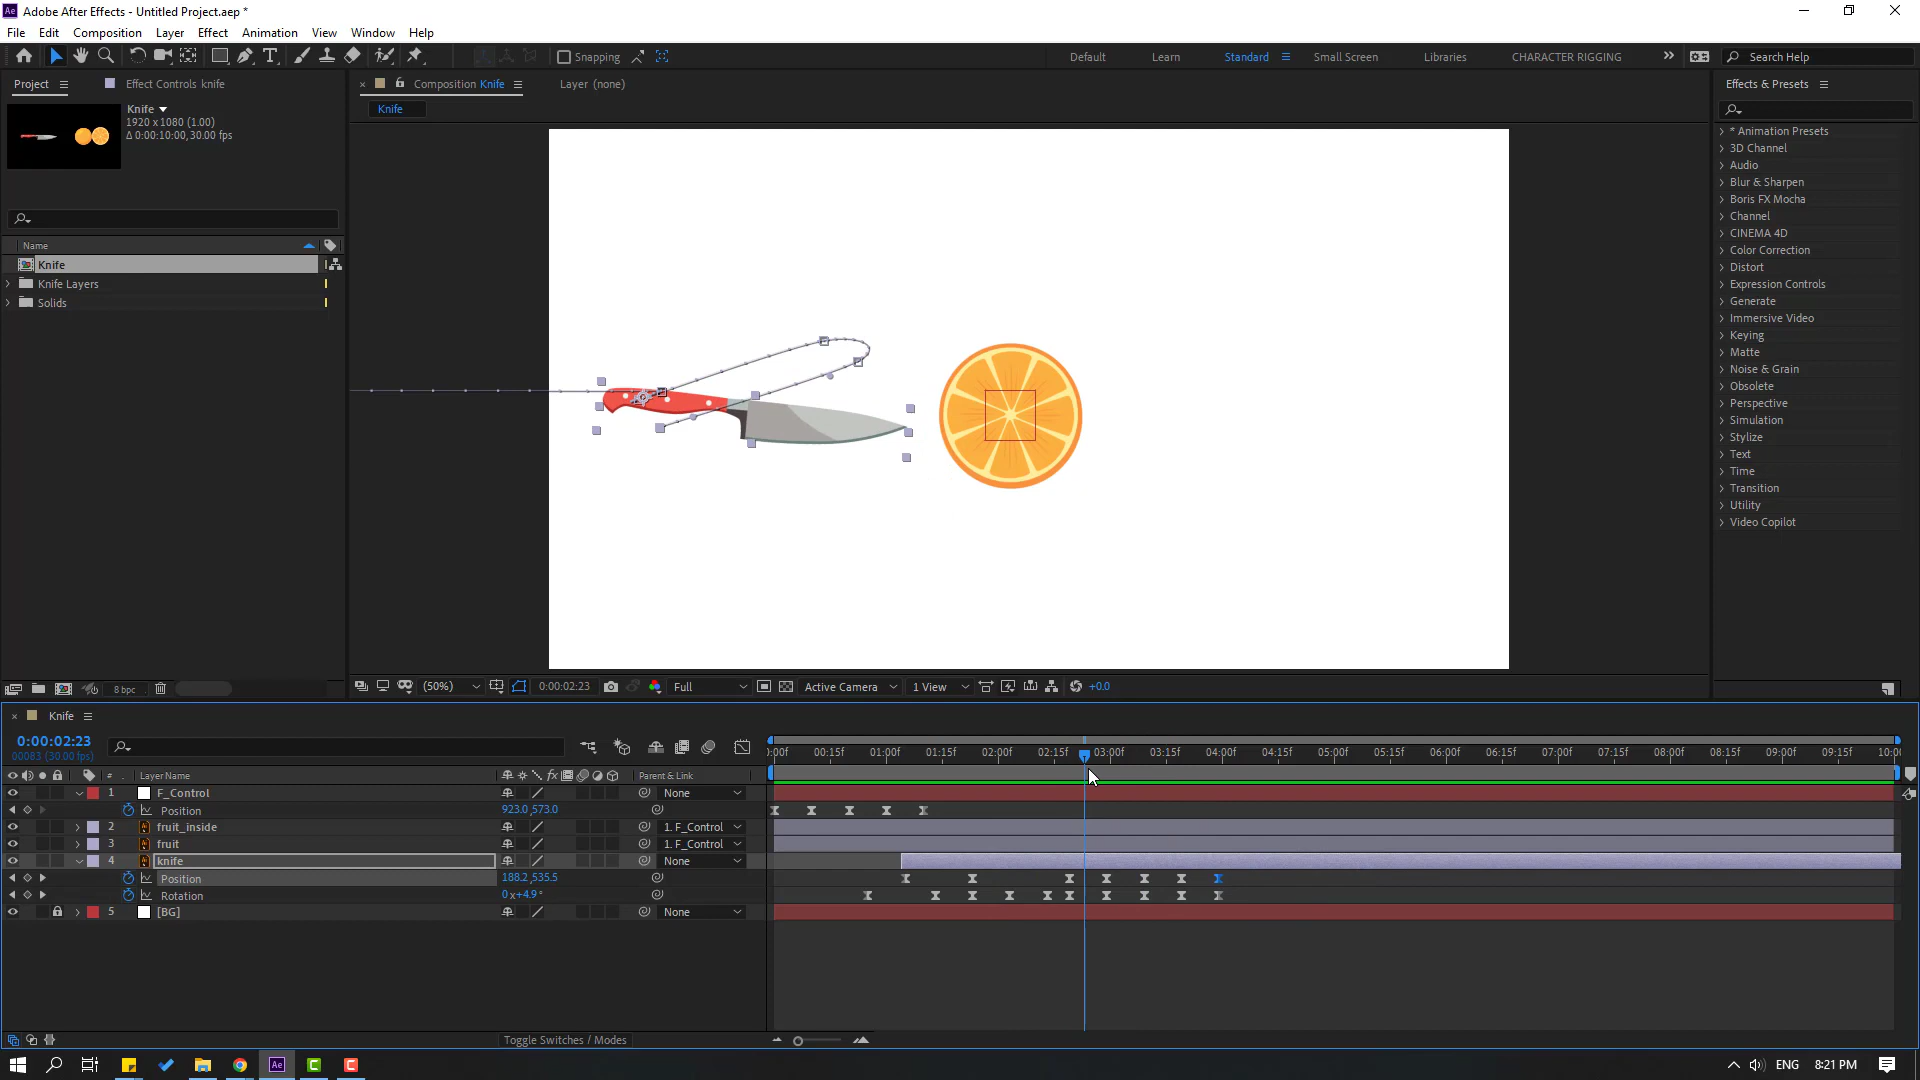 Adobe After Effects - Untitled Project.aep *
File Edit Composition Layer Effect Animation View Window Help
Snapping Default Learn Standard Small Screen Libraries CHARACTER RIGGING Search Help
Project Effect Controls knife Composition Knife Layer (none) Effects & Presets
Knife
1920 x 1080 (1.00)
Δ 0:00:10:00, 30.00 fps
Knife
Name
Knife
Knife Layers
Solids
8 bpc
(50%) 0:00:02:23 Full Active Camera 1 View +0.0
* Animation Presets
3D Channel
Audio
Blur & Sharpen
Boris FX Mocha
Channel
CINEMA 4D
Color Correction
Distort
Expression Controls
Generate
Immersive Video
Keying
Matte
Noise & Grain
Obsolete
Perspective
Simulation
Stylize
Text
Time
Transition
Utility
Video Copilot
Knife
0:00:02:23
00083 (30.00 fps)
:00f 00:15f 01:00f 01:15f 02:00f 02:15f 03:00f 03:15f 04:00f 04:15f 05:00f 05:15f 06:00f 06:15f 07:00f 07:15f 08:00f 08:15f 09:00f 09:15f 10:00
# Layer Name fx Parent & Link
1 F_Control None
Position 923.0,573.0
2 fruit_inside 1. F_Control
3 fruit 1. F_Control
4 knife None
Position 188.2,535.5
Rotation 0x+4.9°
5 [BG] None
Toggle Switches / Modes
Ae ENG 8:21 PM